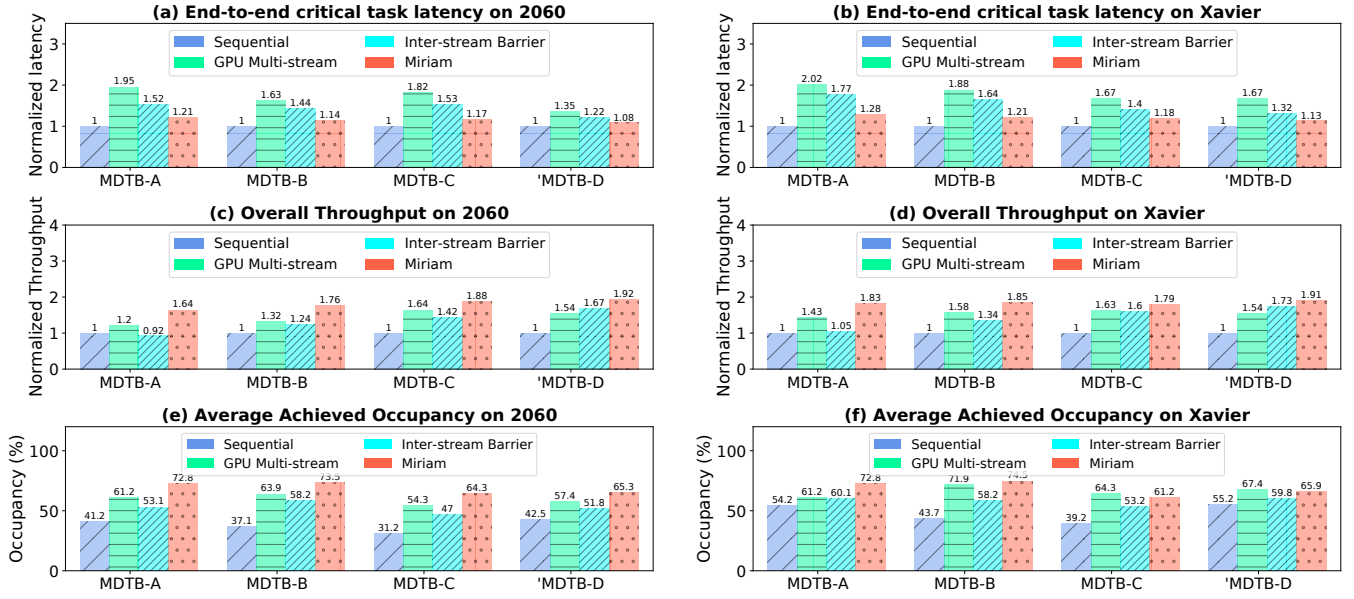 (a) End-to-end critical task latency on 2060
Normalized latency
3
2
1
0
Sequential
Inter-stream Barrier
GPU Multi-stream
Miriam
1 1.95 1.52 1.21
1 1.63 1.44 1.14
1 1.82 1.53 1.17
1 1.35 1.22 1.08
MDTB-A MDTB-B MDTB-C 'MDTB-D
(b) End-to-end critical task latency on Xavier
Normalized latency
3
2
1
0
Sequential
Inter-stream Barrier
GPU Multi-stream
Miriam
1 2.02 1.77 1.28
1 1.88 1.64 1.21
1 1.67 1.4 1.18
1 1.67 1.32 1.13
MDTB-A MDTB-B MDTB-C 'MDTB-D
(c) Overall Throughput on 2060
Normalized Throughput
4
3
2
1
0
Sequential
Inter-stream Barrier
GPU Multi-stream
Miriam
1 1.2 0.92 1.64
1 1.32 1.24 1.76
1 1.64 1.42 1.88
1 1.54 1.67 1.92
MDTB-A MDTB-B MDTB-C 'MDTB-D
(d) Overall Throughput on Xavier
Normalized Throughput
4
3
2
1
0
Sequential
Inter-stream Barrier
GPU Multi-stream
Miriam
1 1.43 1.05 1.83
1 1.58 1.34 1.85
1 1.63 1.6 1.79
1 1.54 1.73 1.91
MDTB-A MDTB-B MDTB-C 'MDTB-D
(e) Average Achieved Occupancy on 2060
Occupancy (%)
100
50
0
Sequential
Inter-stream Barrier
GPU Multi-stream
Miriam
41.2 61.2 53.1 72.8
37.1 63.9 58.2 73.5
31.2 54.3 47 64.3
42.5 57.4 51.8 65.3
MDTB-A MDTB-B MDTB-C 'MDTB-D
(f) Average Achieved Occupancy on Xavier
Occupancy (%)
100
50
0
Sequential
Inter-stream Barrier
GPU Multi-stream
Miriam
54.2 61.2 60.1 72.8
43.7 71.9 58.2 74.5
39.2 64.3 53.2 61.2
55.2 67.4 59.8 65.9
MDTB-A MDTB-B MDTB-C 'MDTB-D